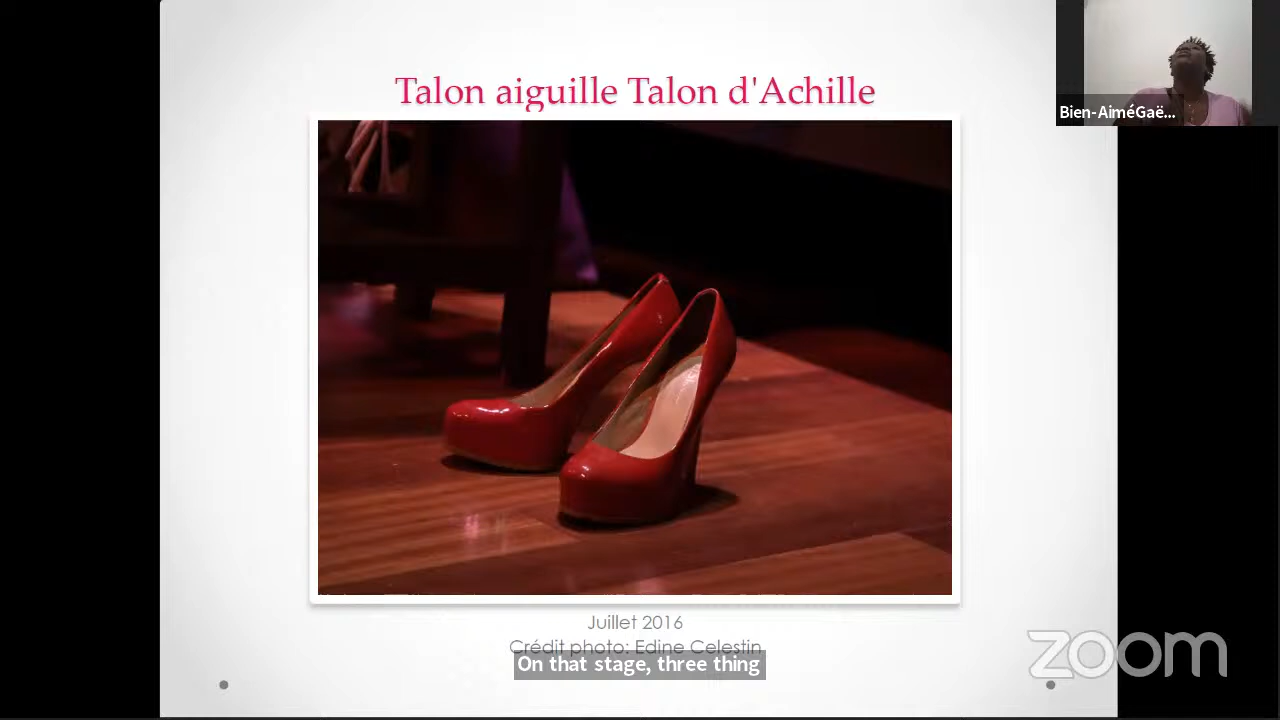 Talon aiguille Talon d'Achille
Bien-AiméGaë...
Juillet 2016
Crédit photo: Edine Celestin
On that stage, three thing
zoom